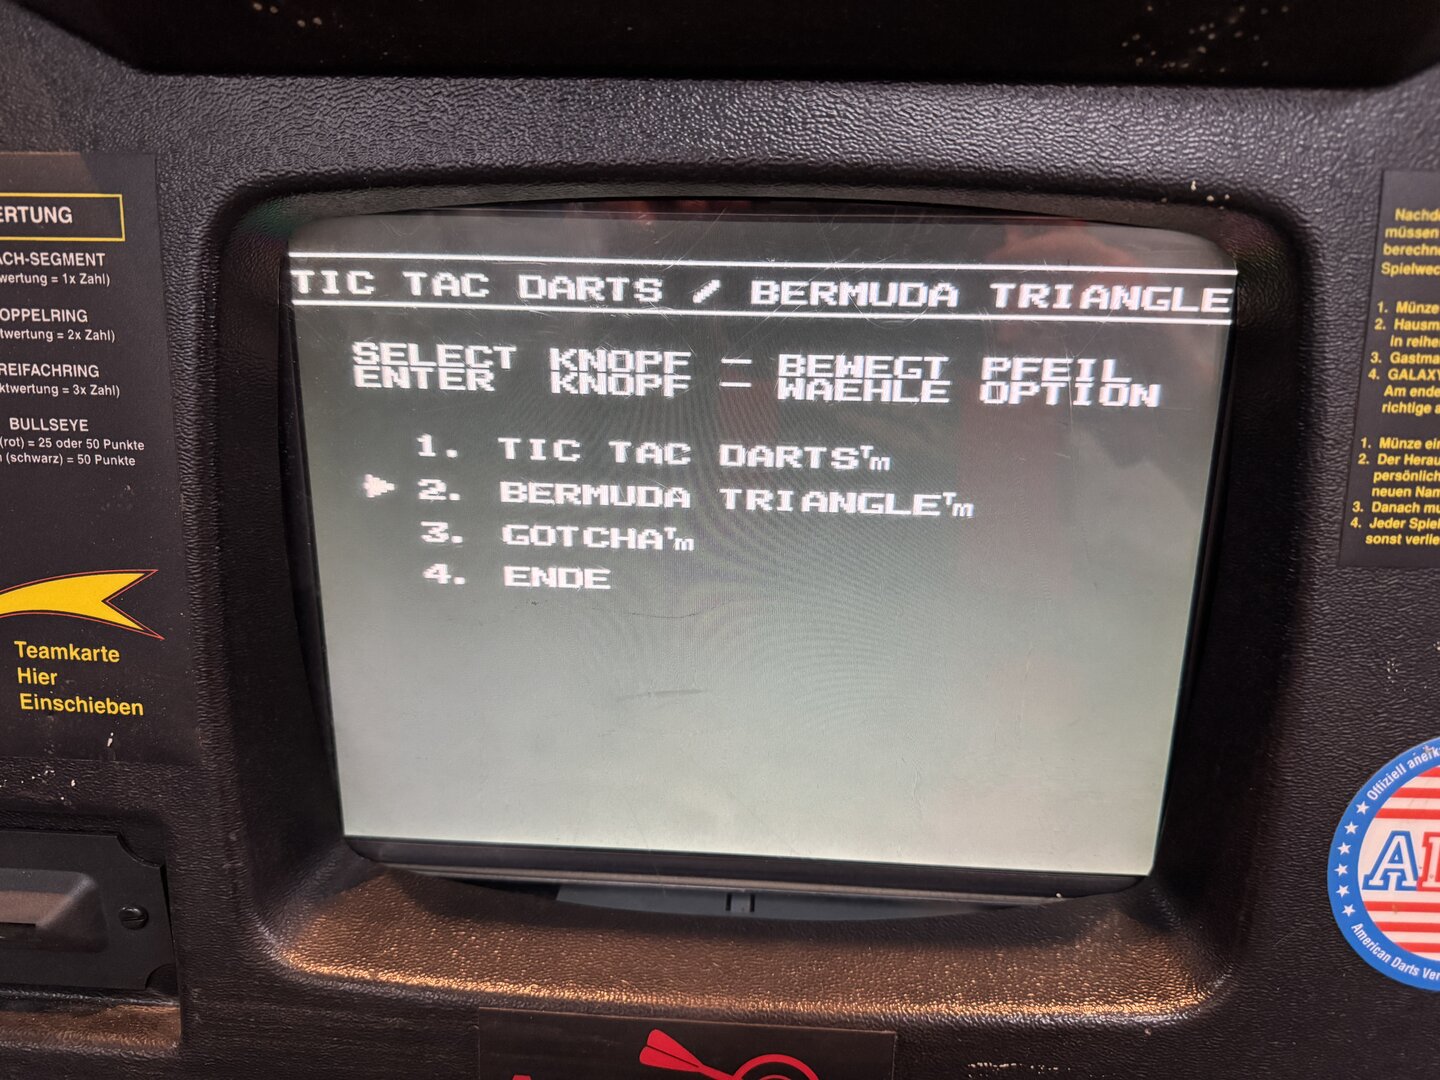 TIC TAC DARTS / BERMUDA TRIANGLE
SELECT KNOPF – BEWEGT PFEIL
ENTER KNOPF – WAEHLE OPTION
1. TIC TAC DARTS™
2. BERMUDA TRIANGLE™
3. GOTCHA™
4. ENDE
ERTUNG
ACH-SEGMENT
wertung = 1x Zahl)
OPPELRING
twertung = 2x Zahl)
REIFACHRING
ktwertung = 3x Zahl)
BULLSEYE
(rot) = 25 oder 50 Punkte
(schwarz) = 50 Punkte
Teamkarte
Hier
Einschieben
Nachd
müssen
berechn
Spielwec
1. Münze
2. Hausm
in reihe
3. Gastma
4. GALAXY
Am ende
richtige a
1. Münze ein
2. Der Herau
persönlich
neuen Nam
3. Danach mu
4. Jeder Spiel
sonst verlie
Offiziell anerk
A
American Darts Ver